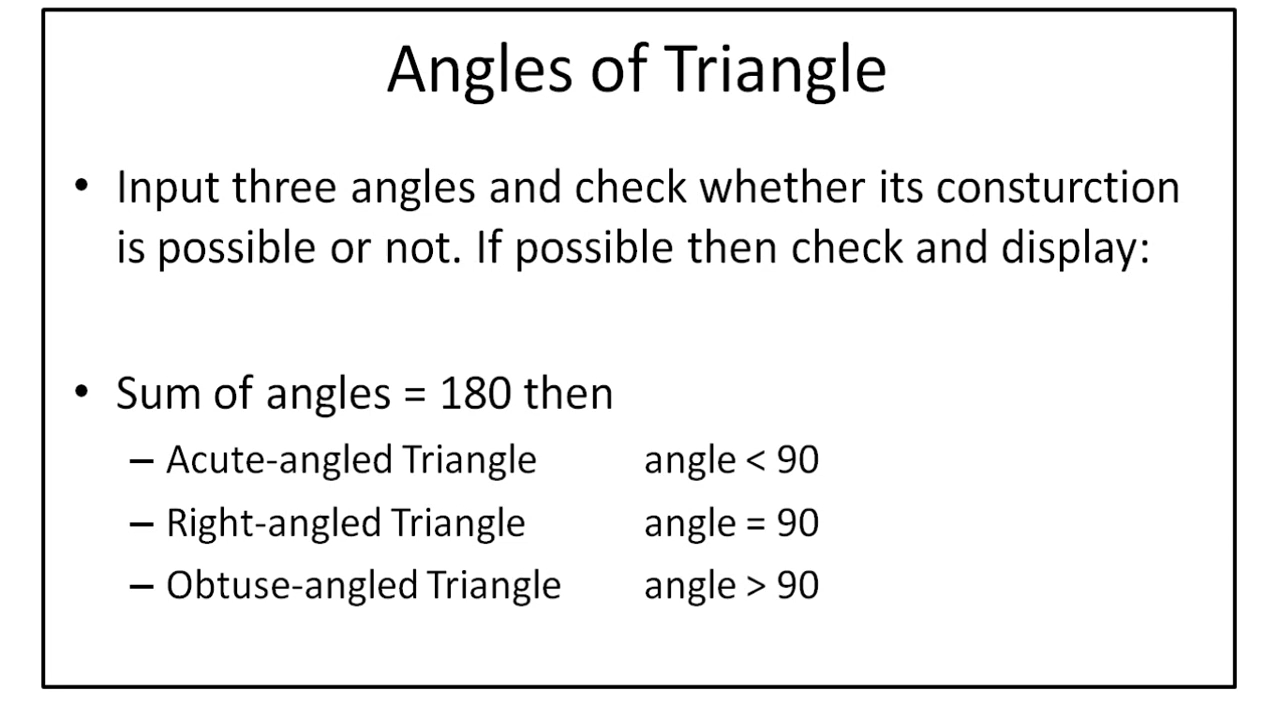 Angles of Triangle
• Input three angles and check whether its consturction
is possible or not. If possible then check and display:
• Sum of angles = 180 then
– Acute-angled Triangle angle < 90
– Right-angled Triangle angle = 90
– Obtuse-angled Triangle angle > 90